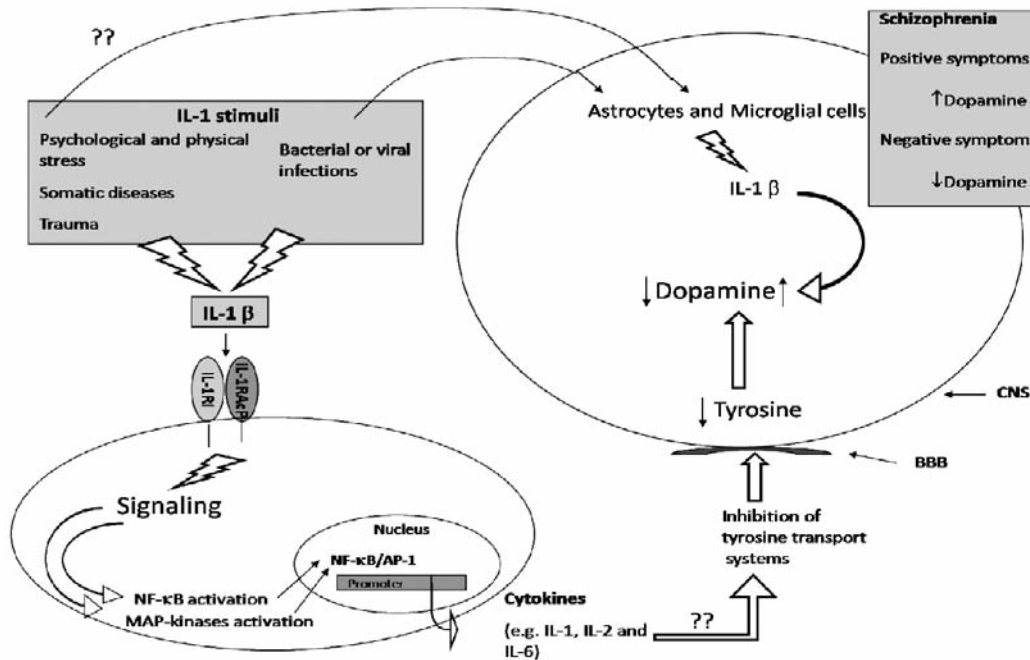 ??
IL-1 stimuli
Psychological and physical
stress
Somatic diseases
Trauma
Bacterial or viral
infections
IL-1 β
IL-1RI
IL-1RAcP
Signaling
NF-κB activation
MAP-kinases activation
Nucleus
NF-κB/AP-1
Promoter
Cytokines
(e.g. IL-1, IL-2 and
IL-6)
??
Inhibition of
tyrosine transport
systems
BBB
CNS
↓ Tyrosine
↓ Dopamine ↑
IL-1 β
Astrocytes and Microglial cells
Schizophrenia
Positive symptoms
↑Dopamine
Negative symptom
↓Dopamine